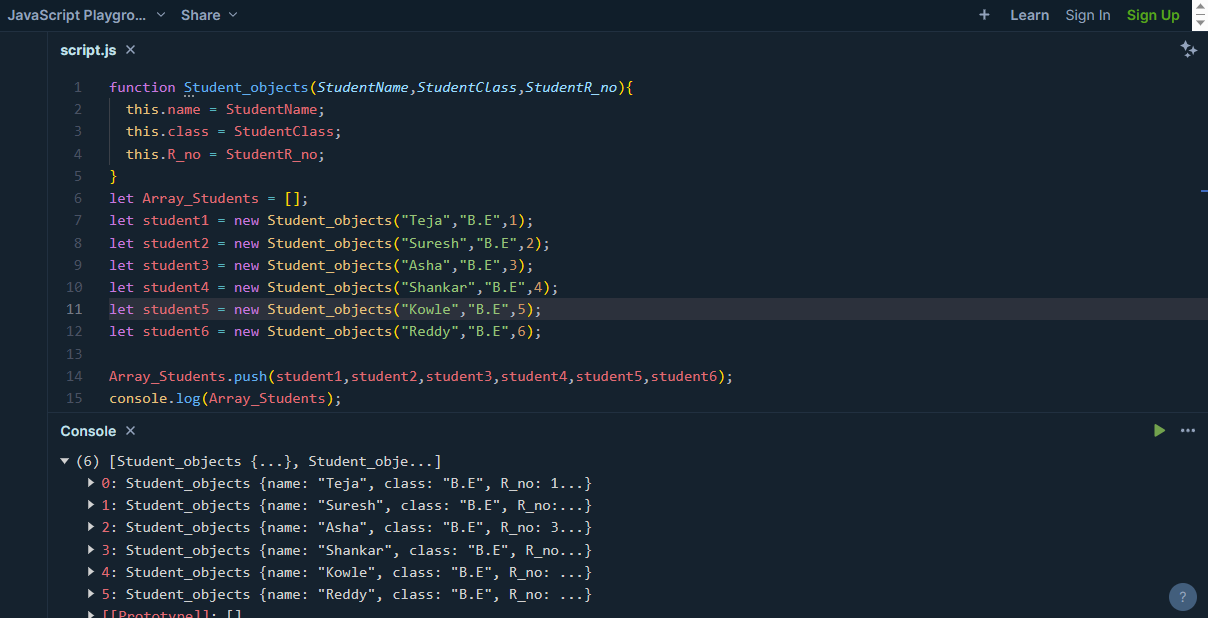 JavaScript Playgro... Share + Learn Sign In Sign Up
script.js ×
1 function Student_objects(StudentName,StudentClass,StudentR_no){
2 this.name = StudentName;
3 this.class = StudentClass;
4 this.R_no = StudentR_no;
5 }
6 let Array_Students = [];
7 let student1 = new Student_objects("Teja","B.E",1);
8 let student2 = new Student_objects("Suresh","B.E",2);
9 let student3 = new Student_objects("Asha","B.E",3);
10 let student4 = new Student_objects("Shankar","B.E",4);
11 let student5 = new Student_objects("Kowle","B.E",5);
12 let student6 = new Student_objects("Reddy","B.E",6);
13
14 Array_Students.push(student1,student2,student3,student4,student5,student6);
15 console.log(Array_Students);
Console ×
(6) [Student_objects {...}, Student_obje...]
0: Student_objects {name: "Teja", class: "B.E", R_no: 1...}
1: Student_objects {name: "Suresh", class: "B.E", R_no:...}
2: Student_objects {name: "Asha", class: "B.E", R_no: 3...}
3: Student_objects {name: "Shankar", class: "B.E", R_no...}
4: Student_objects {name: "Kowle", class: "B.E", R_no: ...}
5: Student_objects {name: "Reddy", class: "B.E", R_no: ...}
[[Prototype]]: []
?